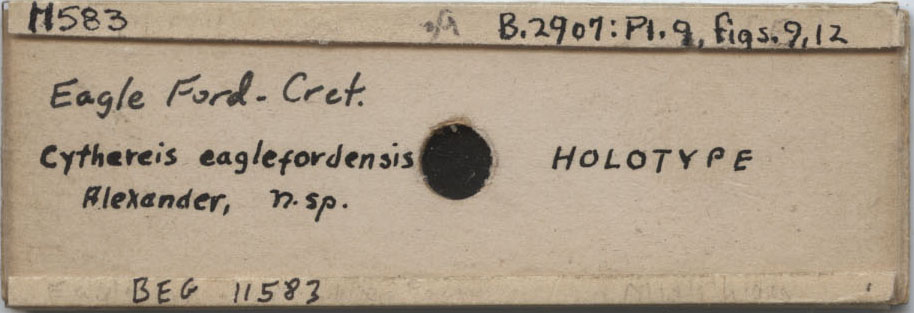 11583 B.2907: Pl. 9, figs. 9, 12
Eagle Ford - Cret.
Cythereis eaglefordensis HOLOTYPE
Alexander, n. sp.
BEG 11583